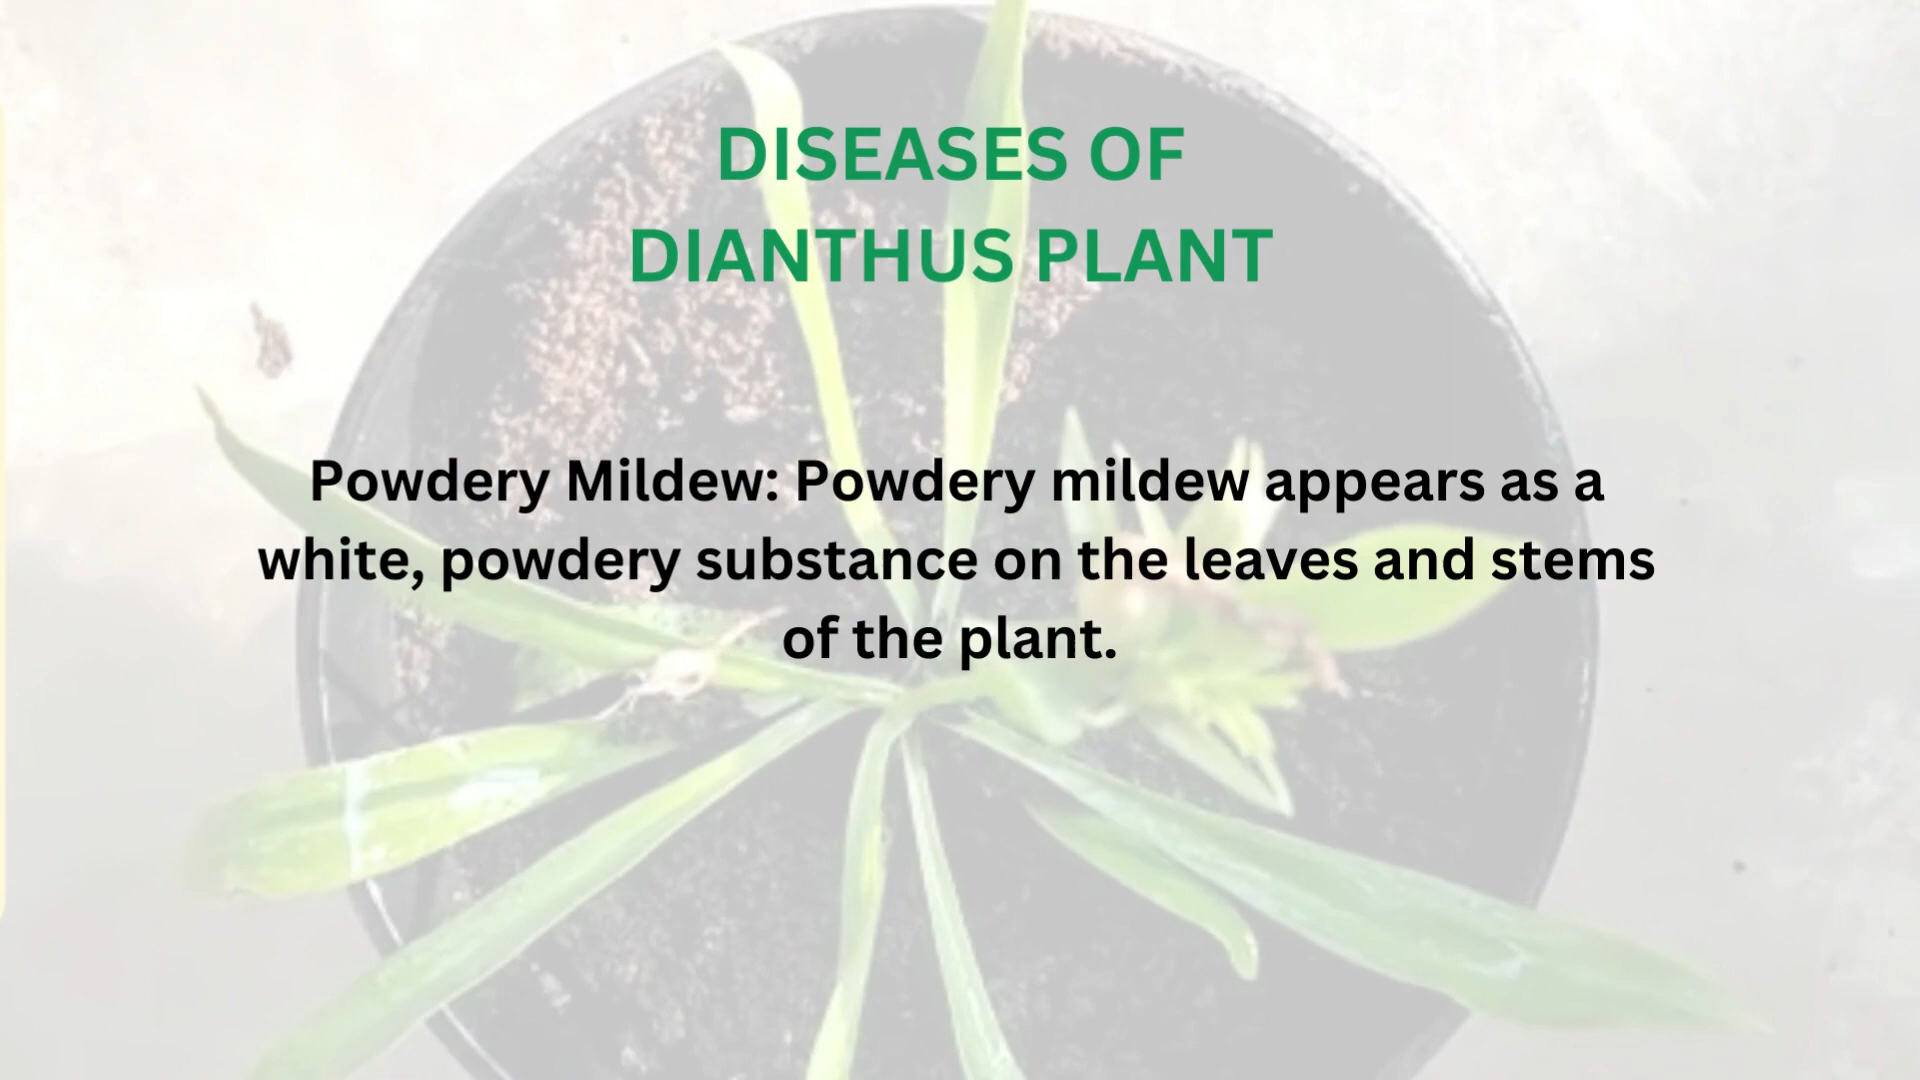 DISEASES OF
DIANTHUS PLANT
Powdery Mildew: Powdery mildew appears as a
white, powdery substance on the leaves and stems
of the plant.